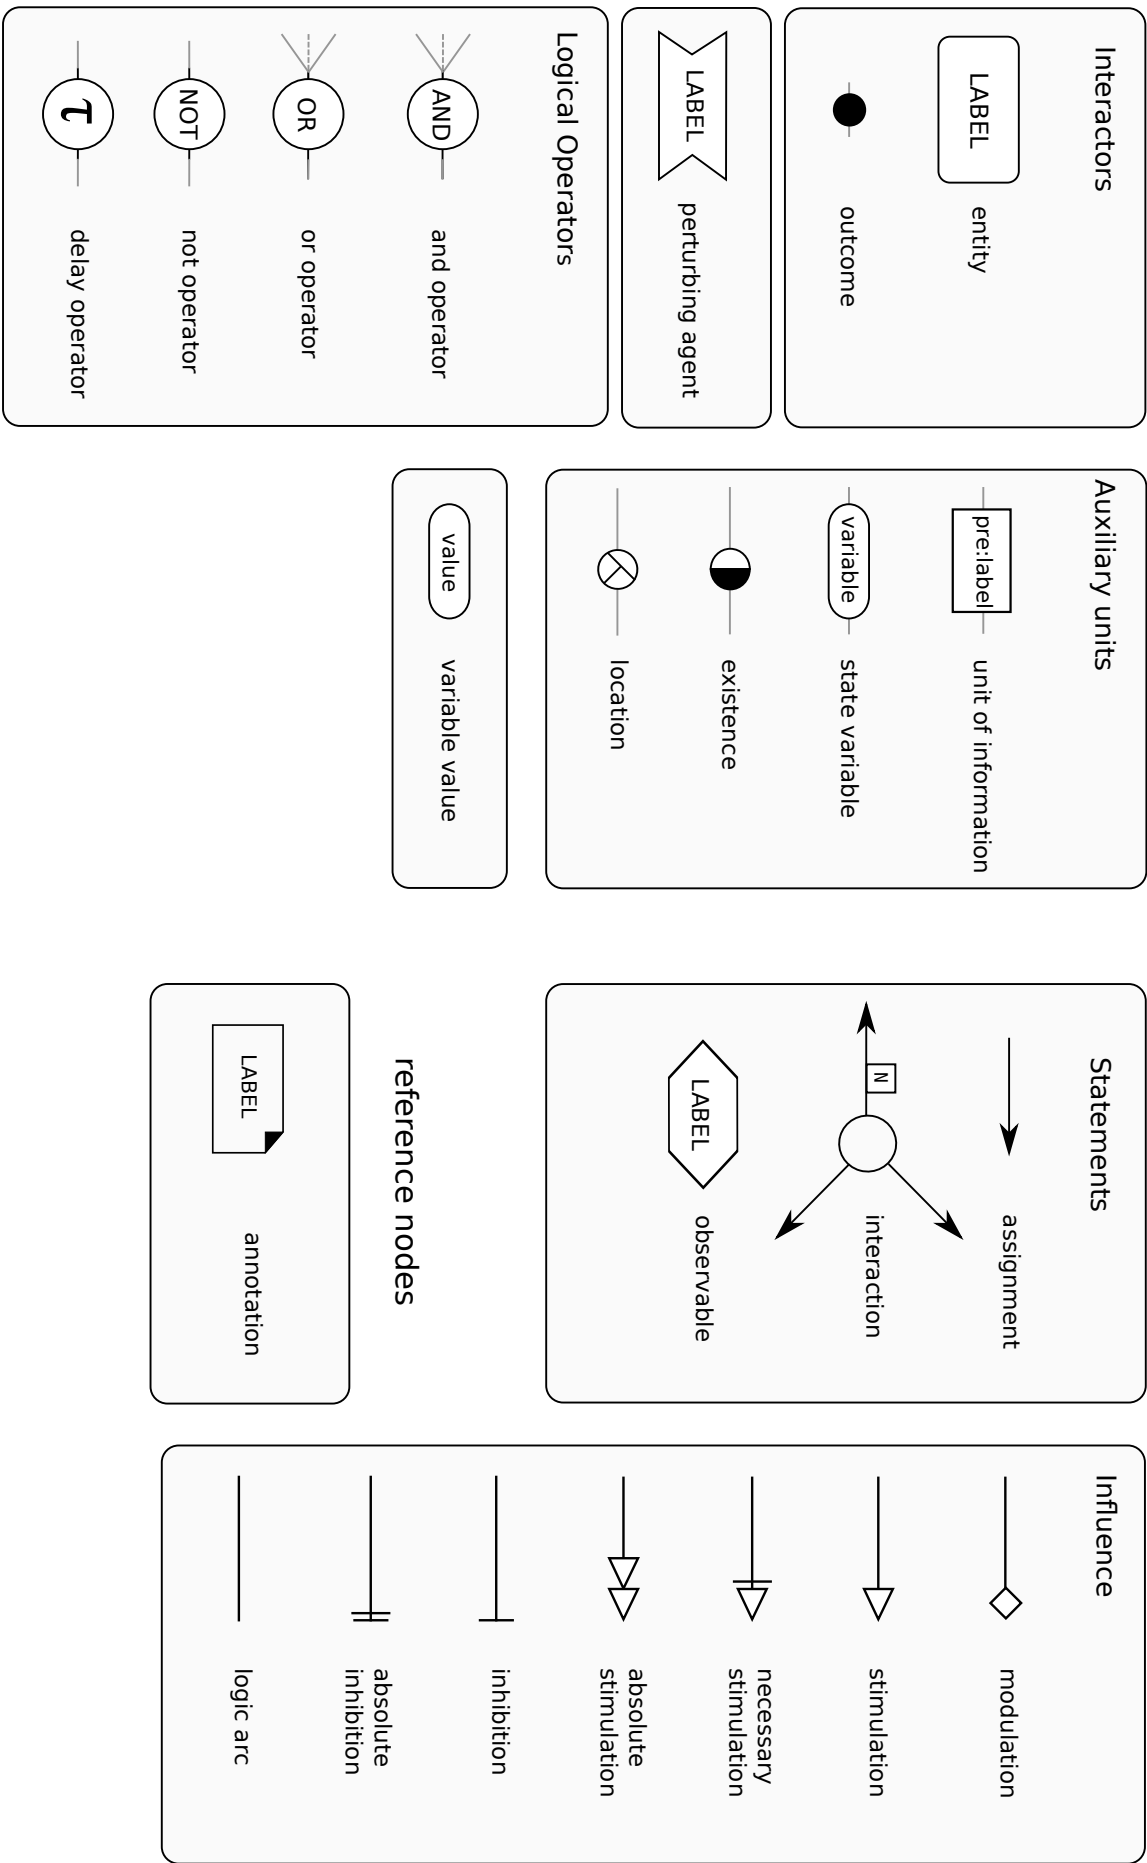 Interactors
LABEL
entity
outcome
LABEL
perturbing agent
Logical Operators
AND
and operator
OR
or operator
NOT
not operator
τ
delay operator
Auxiliary units
pre:label
unit of information
variable
state variable
existence
location
value
variable value
Statements
assignment
N
interaction
LABEL
observable
reference nodes
LABEL
annotation
Influence
modulation
stimulation
necessary
stimulation
absolute
stimulation
inhibition
absolute
inhibition
logic arc